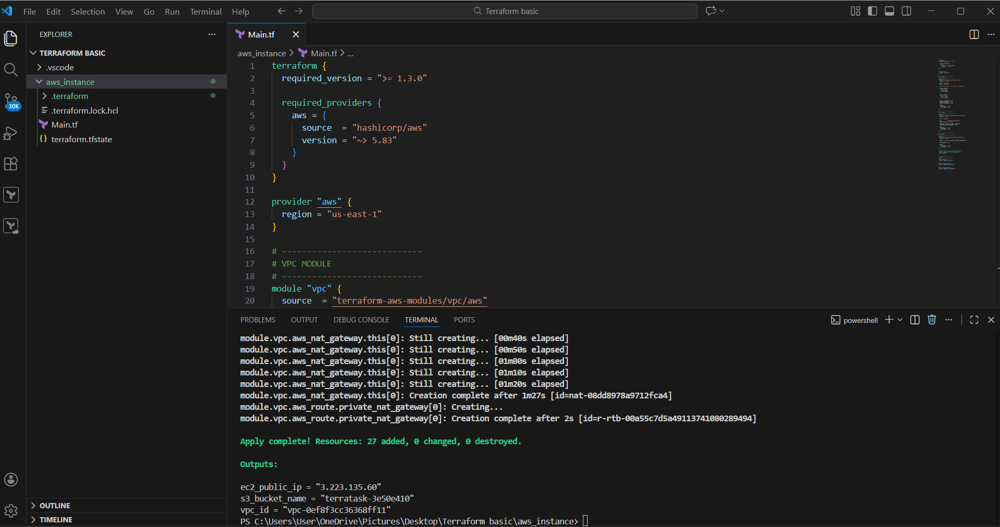 File Edit Selection View Go Run Terminal Help
Terraform basic
EXPLORER
TERRAFORM BASIC
.vscode
aws_instance
.terraform
.terraform.lock.hcl
Main.tf
terraform.tfstate
30K
OUTLINE
TIMELINE
Main.tf
aws_instance > Main.tf > ...
1 terraform {
2 required_version = ">= 1.3.0"
3
4 required_providers {
5 aws = {
6 source = "hashicorp/aws"
7 version = "~> 5.83"
8 }
9 }
10 }
11
12 provider "aws" {
13 region = "us-east-1"
14 }
15
16 # ----------------------------
17 # VPC MODULE
18 # ----------------------------
19 module "vpc" {
20 source = "terraform-aws-modules/vpc/aws"
PROBLEMS OUTPUT DEBUG CONSOLE TERMINAL PORTS
powershell
module.vpc.aws_nat_gateway.this[0]: Still creating... [00m40s elapsed]
module.vpc.aws_nat_gateway.this[0]: Still creating... [00m50s elapsed]
module.vpc.aws_nat_gateway.this[0]: Still creating... [01m00s elapsed]
module.vpc.aws_nat_gateway.this[0]: Still creating... [01m10s elapsed]
module.vpc.aws_nat_gateway.this[0]: Still creating... [01m20s elapsed]
module.vpc.aws_nat_gateway.this[0]: Creation complete after 1m27s [id=nat-08dd8978a9712fca4]
module.vpc.aws_route.private_nat_gateway[0]: Creating...
module.vpc.aws_route.private_nat_gateway[0]: Creation complete after 2s [id=r-rtb-00a55c7d5a49113741080289494]
Apply complete! Resources: 27 added, 0 changed, 0 destroyed.
Outputs:
ec2_public_ip = "3.223.135.60"
s3_bucket_name = "terratask-3e50e410"
vpc_id = "vpc-0ef8f3cc36368ff11"
PS C:\Users\User\OneDrive\Pictures\Desktop\Terraform basic\aws_instance>